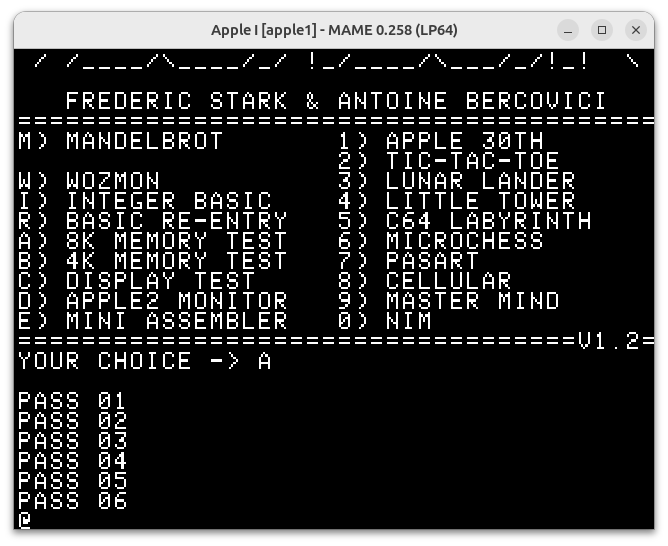 Apple I [apple1] - MAME 0.258 (LP64)
/ /____/\____/_/ !_/____/\___/_/!_!  \
FREDERIC STARK & ANTOINE BERCOVICI
========================================
M) MANDELBROT 1) APPLE 30TH
2) TIC-TAC-TOE
W) WOZMON 3) LUNAR LANDER
I) INTEGER BASIC 4) LITTLE TOWER
R) BASIC RE-ENTRY 5) C64 LABYRINTH
A) 8K MEMORY TEST 6) MICROCHESS
B) 4K MEMORY TEST 7) PASART
C) DISPLAY TEST 8) CELLULAR
D) APPLE2 MONITOR 9) MASTER MIND
E) MINI ASSEMBLER 0) NIM
===================================V1.2=
YOUR CHOICE -> A
PASS 01
PASS 02
PASS 03
PASS 04
PASS 05
PASS 06
@